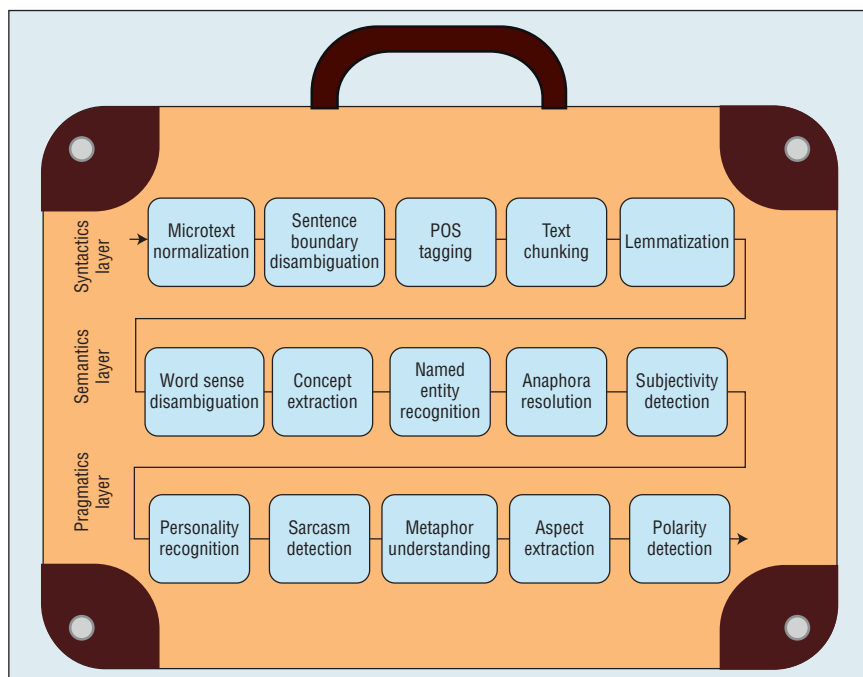 Syntactics
layer
Microtext
normalization
Sentence
boundary
disambiguation
POS
tagging
Text
chunking
Lemmatization
Semantics
layer
Word sense
disambiguation
Concept
extraction
Named
entity
recognition
Anaphora
resolution
Subjectivity
detection
Pragmatics
layer
Personality
recognition
Sarcasm
detection
Metaphor
understanding
Aspect
extraction
Polarity
detection